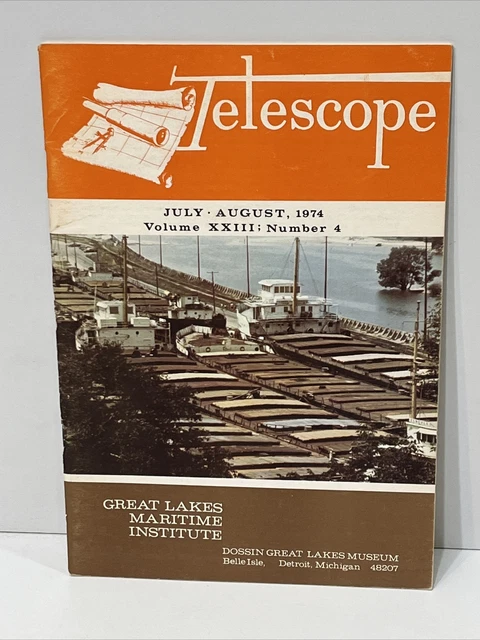 Telescope
JULY · AUGUST, 1974
Volume XXIII; Number 4
GREAT LAKES
MARITIME
INSTITUTE
DOSSIN GREAT LAKES MUSEUM
Belle Isle, Detroit, Michigan 48207